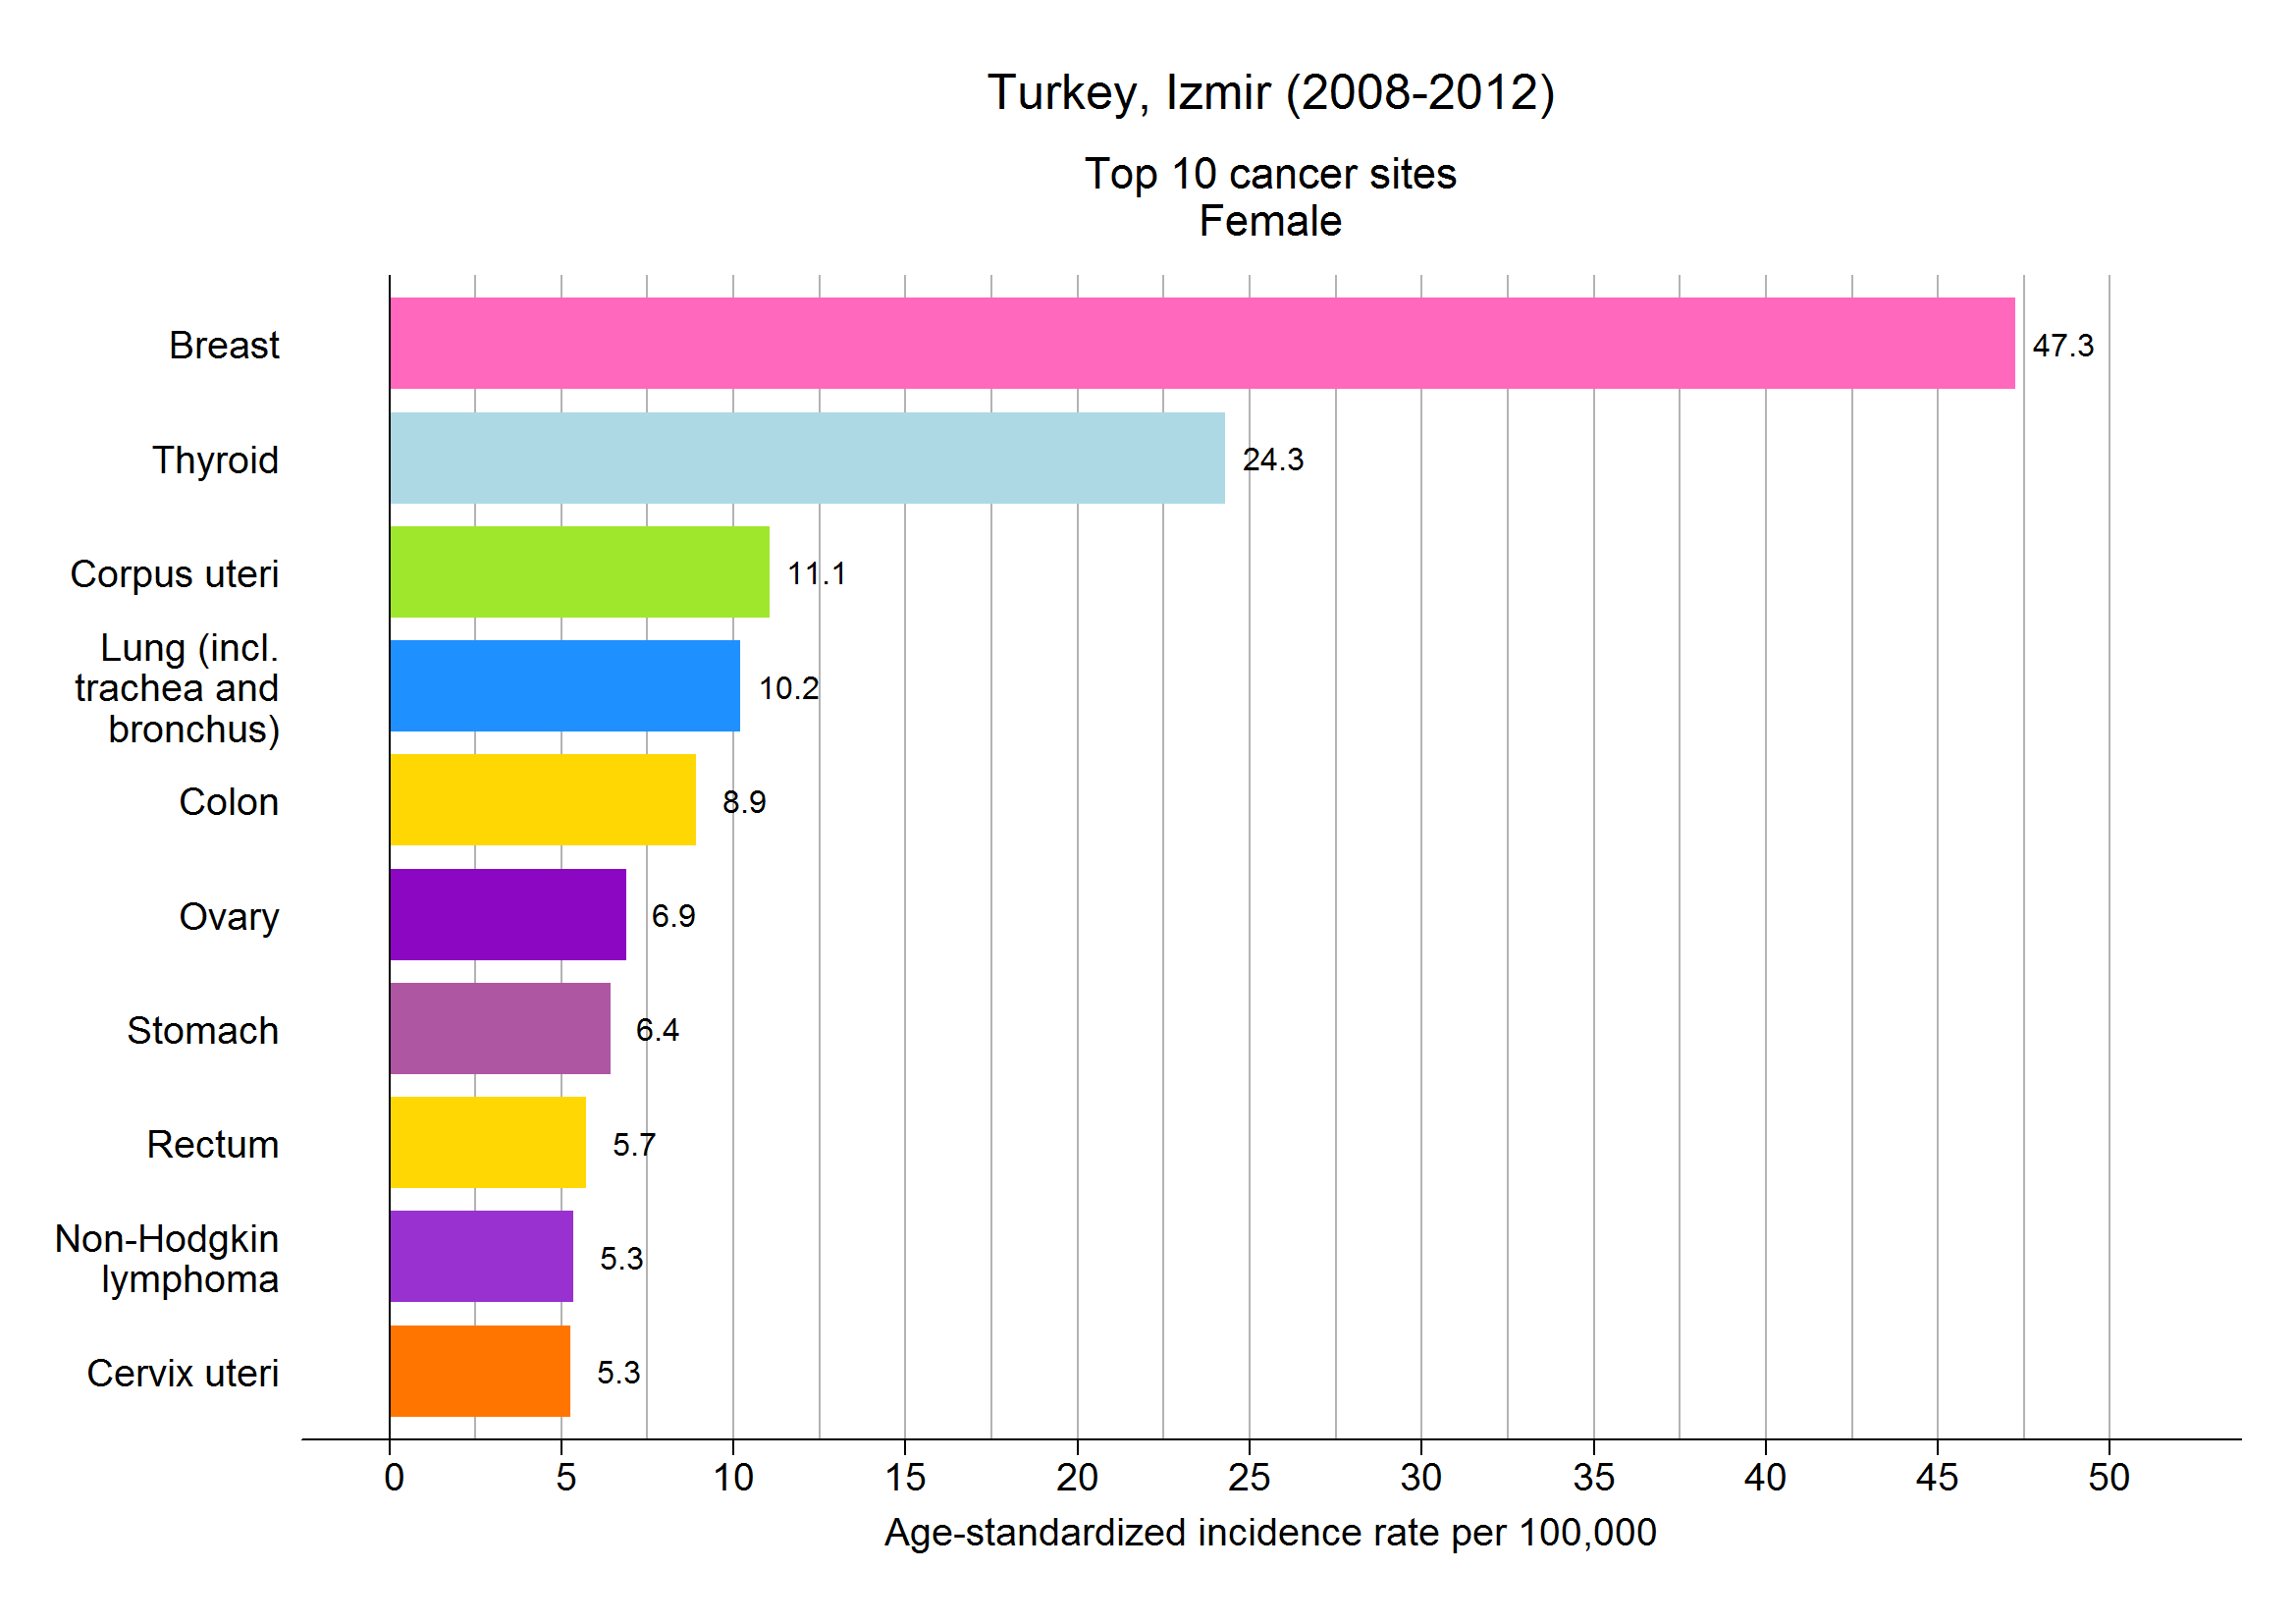 Turkey, Izmir (2008-2012)
Top 10 cancer sites
Female
Breast
47.3
Thyroid
24.3
Corpus uteri
11.1
Lung (incl.
trachea and
bronchus)
10.2
Colon
8.9
Ovary
6.9
Stomach
6.4
Rectum
5.7
Non-Hodgkin
lymphoma
5.3
Cervix uteri
5.3
0 5 10 15 20 25 30 35 40 45 50
Age-standardized incidence rate per 100,000